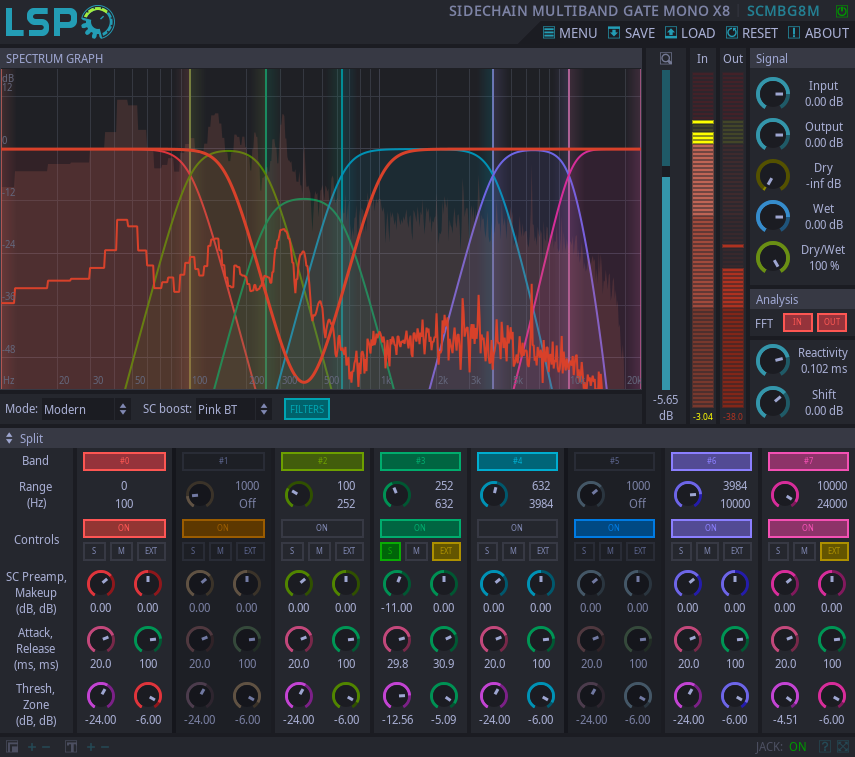 LSP
SIDECHAIN MULTIBAND GATE MONO X8 SCMBG8M
MENU SAVE LOAD RESET ABOUT
SPECTRUM GRAPH
In Out
Signal
dB
12
0
-12
-24
-36
-48
Hz 20 30 50 100 200 300 500 1k 2k 3k 5k 10k 20k
-5.65
dB
-3.04 -38.0
Input
0.00 dB
Output
0.00 dB
Dry
-inf dB
Wet
0.00 dB
Dry/Wet
100 %
Analysis
FFT IN OUT
Reactivity
0.102 ms
Shift
0.00 dB
Mode: Modern SC boost: Pink BT FILTERS
Split
Band #0 #1 #2 #3 #4 #5 #6 #7
Range
(Hz)
0 1000 100 252 632 1000 3984 10000
100 Off 252 632 3984 Off 10000 24000
Controls
ON ON ON ON ON ON ON ON
S M EXT S M EXT S M EXT S M EXT S M EXT S M EXT S M EXT S M EXT
SC Preamp,
Makeup
(dB, dB)
0.00 0.00 0.00 0.00 0.00 0.00 -11.00 0.00 0.00 0.00 0.00 0.00 0.00 0.00 0.00 0.00
Attack,
Release
(ms, ms)
20.0 100 20.0 100 20.0 100 29.8 30.9 20.0 100 20.0 100 20.0 100 20.0 100
Thresh,
Zone
(dB, dB)
-24.00 -6.00 -24.00 -6.00 -24.00 -6.00 -12.56 -5.09 -24.00 -6.00 -24.00 -6.00 -24.00 -6.00 -4.51 -6.00
JACK: ON